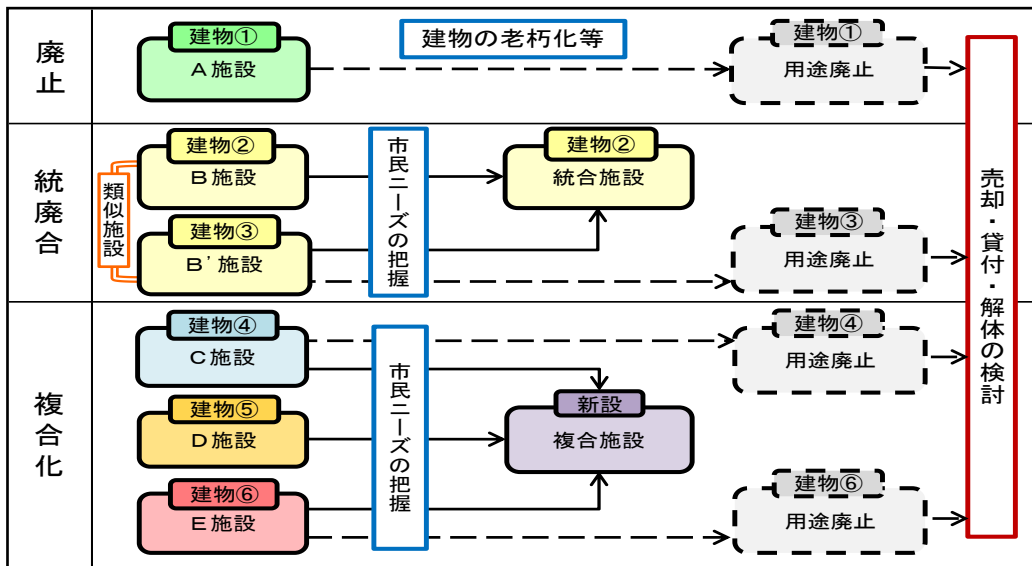 廃止
建物①
A施設
建物の老朽化等
建物①
用途廃止
統廃合
類似施設
建物②
B施設
建物③
B'施設
市民ニーズの把握
建物②
統合施設
建物③
用途廃止
複合化
建物④
C施設
建物⑤
D施設
建物⑥
E施設
市民ニーズの把握
新設
複合施設
建物④
用途廃止
建物⑥
用途廃止
売却・貸付・解体の検討